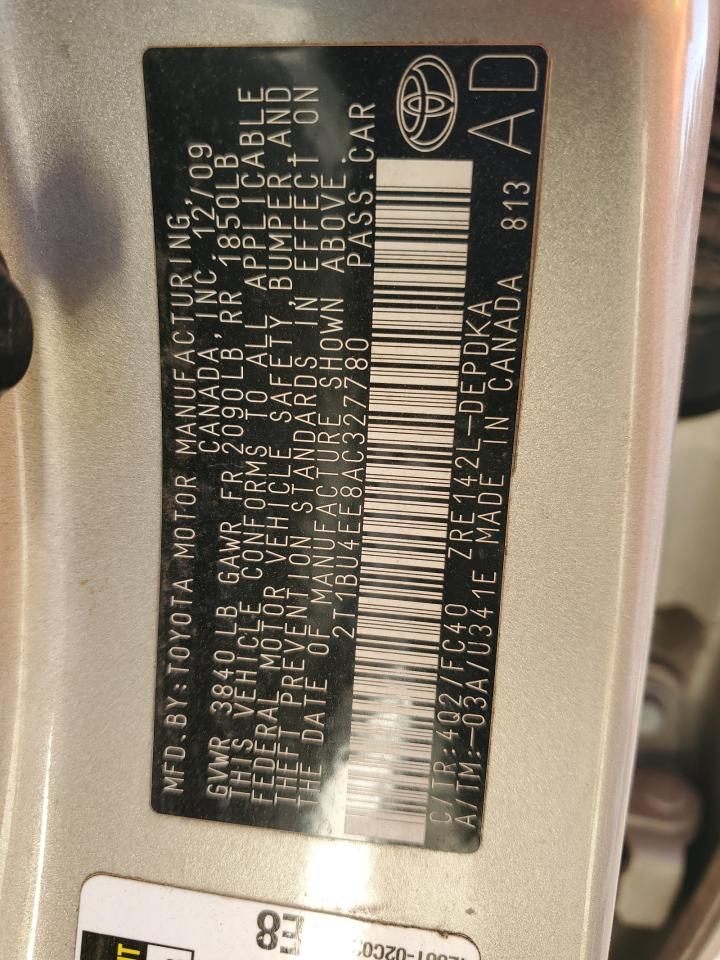 MFD.BY:TOYOTA MOTOR MANUFACTURING,
CANADA, INC. 12/09
GVWR 3840 LB GAWR FR 2090LB, RR 1850LB
THIS VEHICLE CONFORMS TO ALL APPLICABLE
FEDERAL MOTOR VEHICLE SAFETY,BUMPER,AND
THEFT PREVENTION STANDARDS IN EFFECT ON
THE DATE OF MANUFACTURE SHOWN ABOVE.
2T1BU4EE8AC327780 PASS.CAR
C/TR:4Q2/FC40 ZRE142L-DEPDKA
A/TM:-03A/U341E MADE IN CANADA 813
AD
E8